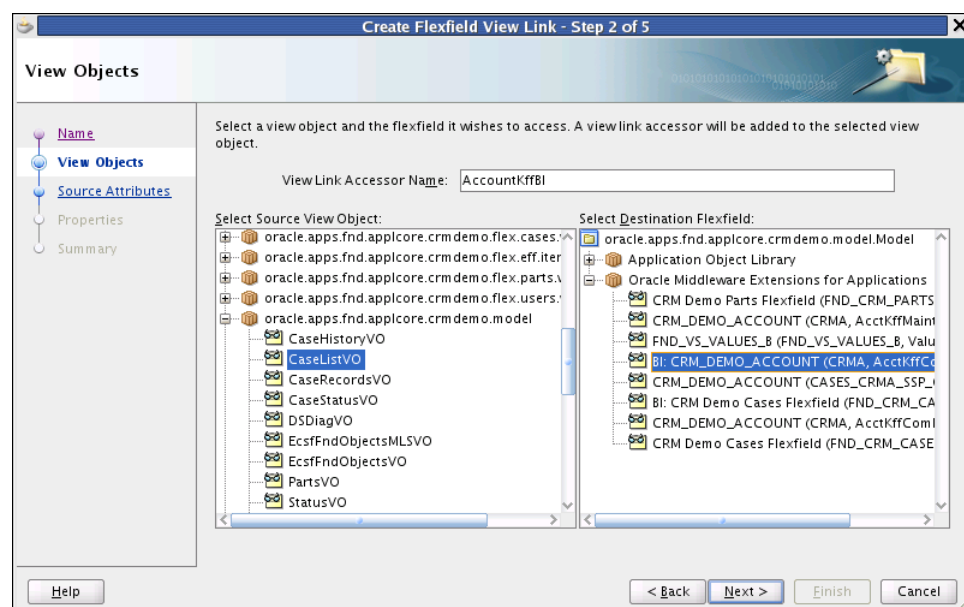 Create Flexfield View Link - Step 2 of 5
View Objects
Name
View Objects
Source Attributes
Properties
Summary
Select a view object and the flexfield it wishes to access. A view link accessor will be added to the selected view
object.
View Link Accessor Name: AccountKffBI
Select Source View Object:
oracle.apps.fnd.applcore.crmdemo.flex.cases.
oracle.apps.fnd.applcore.crmdemo.flex.eff.iter
oracle.apps.fnd.applcore.crmdemo.flex.parts.v
oracle.apps.fnd.applcore.crmdemo.flex.users.
oracle.apps.fnd.applcore.crmdemo.model
CaseHistoryVO
CaseListVO
CaseRecordsVO
CaseStatusVO
DSDiagVO
EcsfFndObjectsMLSVO
EcsfFndObjectsVO
PartsVO
StatusVO
Select Destination Flexfield:
oracle.apps.fnd.applcore.crmdemo.model.Model
Application Object Library
Oracle Middleware Extensions for Applications
CRM Demo Parts Flexfield (FND_CRM_PARTS
CRM_DEMO_ACCOUNT (CRMA, AcctKffMaint
FND_VS_VALUES_B (FND_VS_VALUES_B, Valu
BI: CRM_DEMO_ACCOUNT (CRMA, AcctKffCo
CRM_DEMO_ACCOUNT (CASES_CRMA_SSP_
BI: CRM Demo Cases Flexfield (FND_CRM_CA
CRM_DEMO_ACCOUNT (CRMA, AcctKffComl
CRM Demo Cases Flexfield (FND_CRM_CASE
Help
< Back
Next >
Finish
Cancel